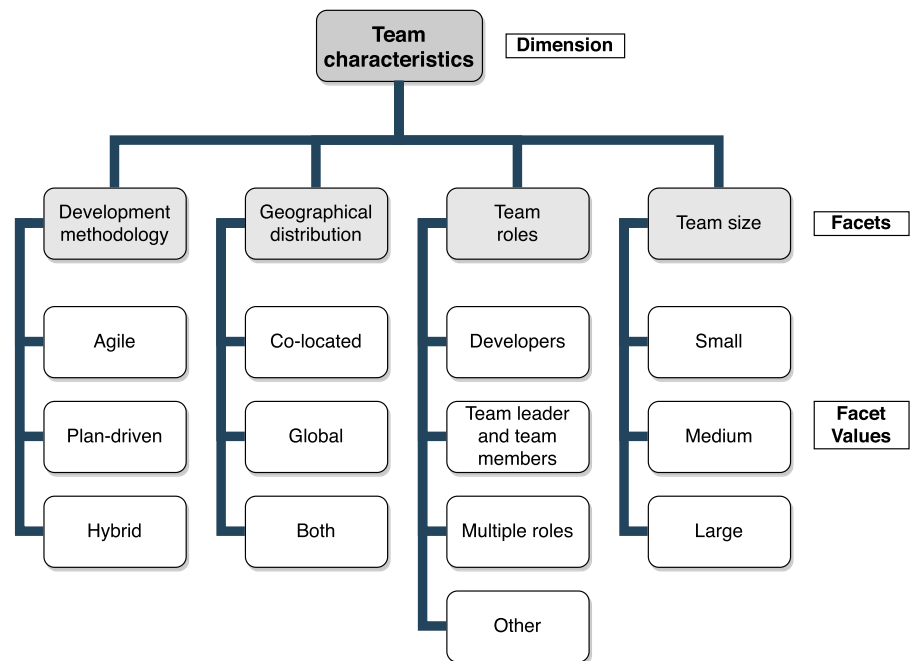 Team
characteristics
Dimension
Development
methodology
Geographical
distribution
Team
roles
Team size
Facets
Agile
Co-located
Developers
Small
Plan-driven
Global
Team leader
and team
members
Medium
Facet
Values
Hybrid
Both
Multiple roles
Large
Other